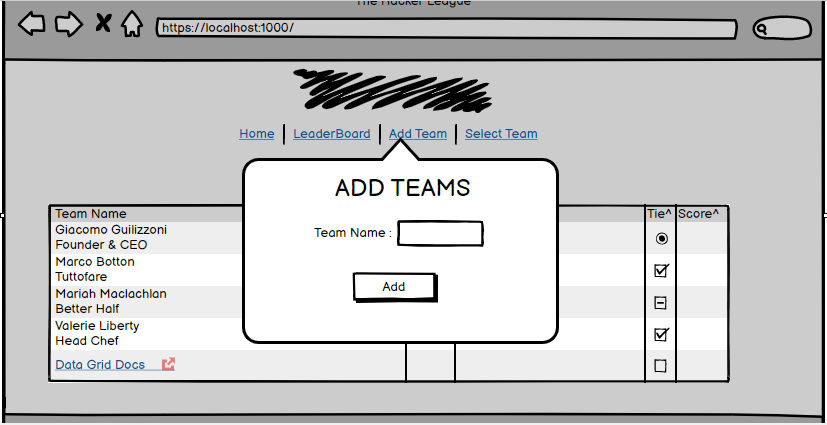 The Hacker League
https://localhost:1000/
Home LeaderBoard Add Team Select Team
ADD TEAMS
Team Name :
Add
Team Name Tie^ Score^
Giacomo Guilizzoni
Founder & CEO
Marco Botton
Tuttofare
Mariah Maclachlan
Better Half
Valerie Liberty
Head Chef
Data Grid Docs